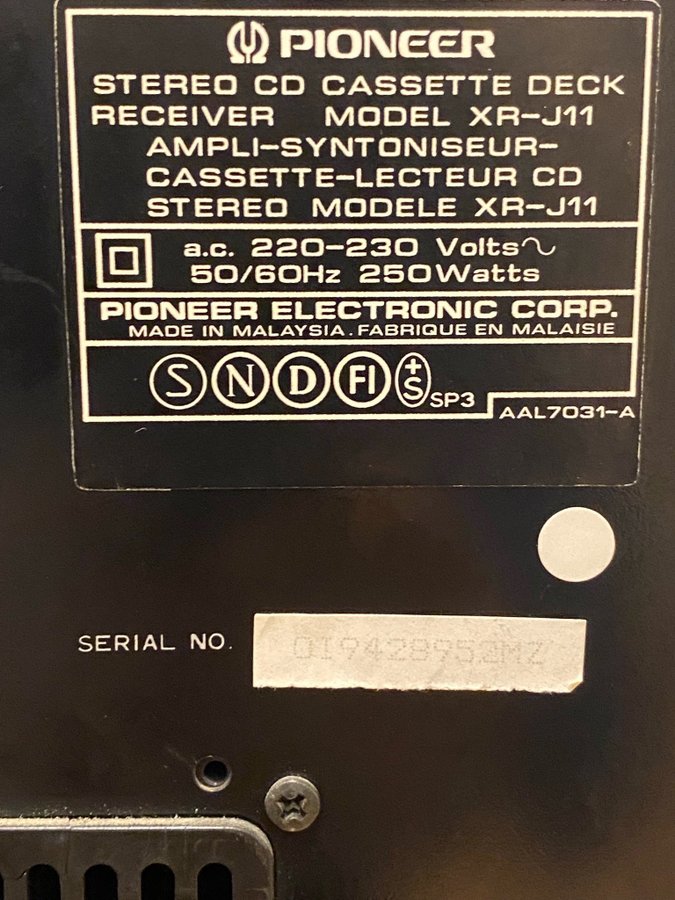 PIONEER
STEREO CD CASSETTE DECK
RECEIVER MODEL XR-J11
AMPLI-SYNTONISEUR-
CASSETTE-LECTEUR CD
STEREO MODELE XR-J11
a.c. 220-230 Volts∿
50/60Hz 250Watts
PIONEER ELECTRONIC CORP.
MADE IN MALAYSIA. FABRIQUE EN MALAISIE
S N D FI +S SP3
AAL7031-A
SERIAL NO.